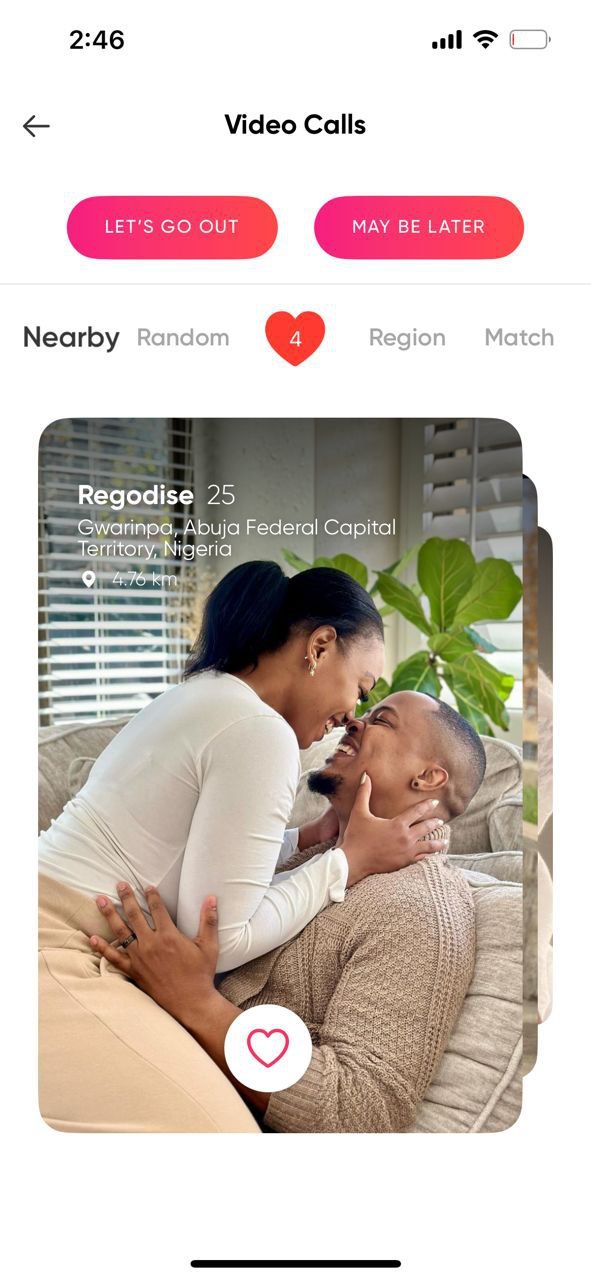 2:46
Video Calls
LET'S GO OUT
MAY BE LATER
Nearby
Random
4
Region
Match
Regodise 25
Gwarinpa, Abuja Federal Capital
Territory, Nigeria
4.76 km